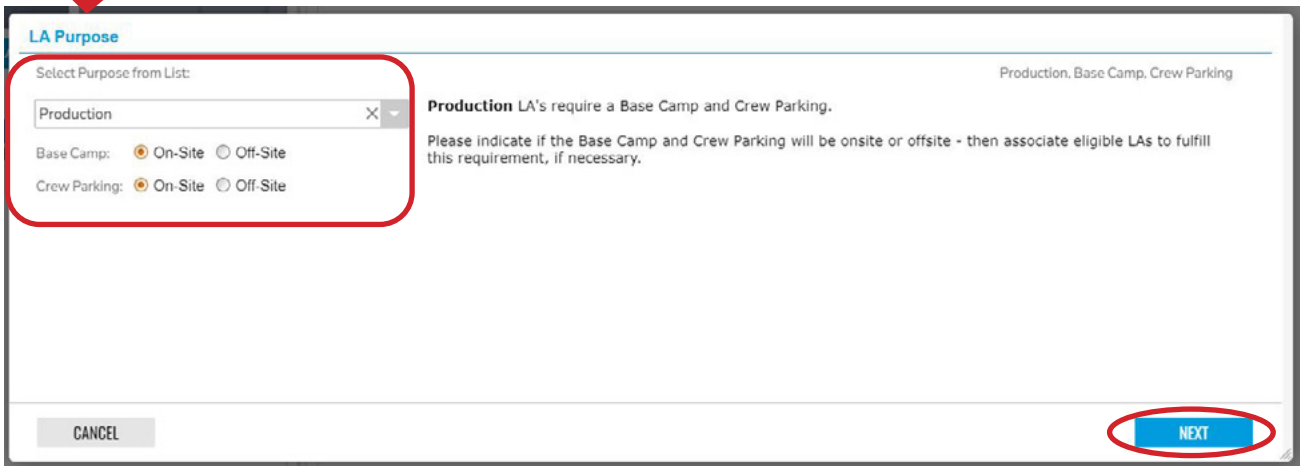 LA Purpose
Select Purpose from List:
Production, Base Camp, Crew Parking
Production
Production LA's require a Base Camp and Crew Parking.
Please indicate if the Base Camp and Crew Parking will be onsite or offsite - then associate eligible LAs to fulfill
this requirement, if necessary.
Base Camp: On-Site Off-Site
Crew Parking: On-Site Off-Site
CANCEL
NEXT